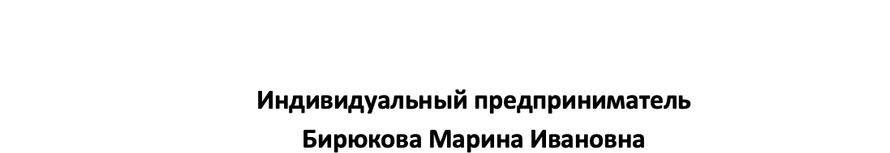 Индивидуальный предприниматель
Бирюкова Марина Ивановна